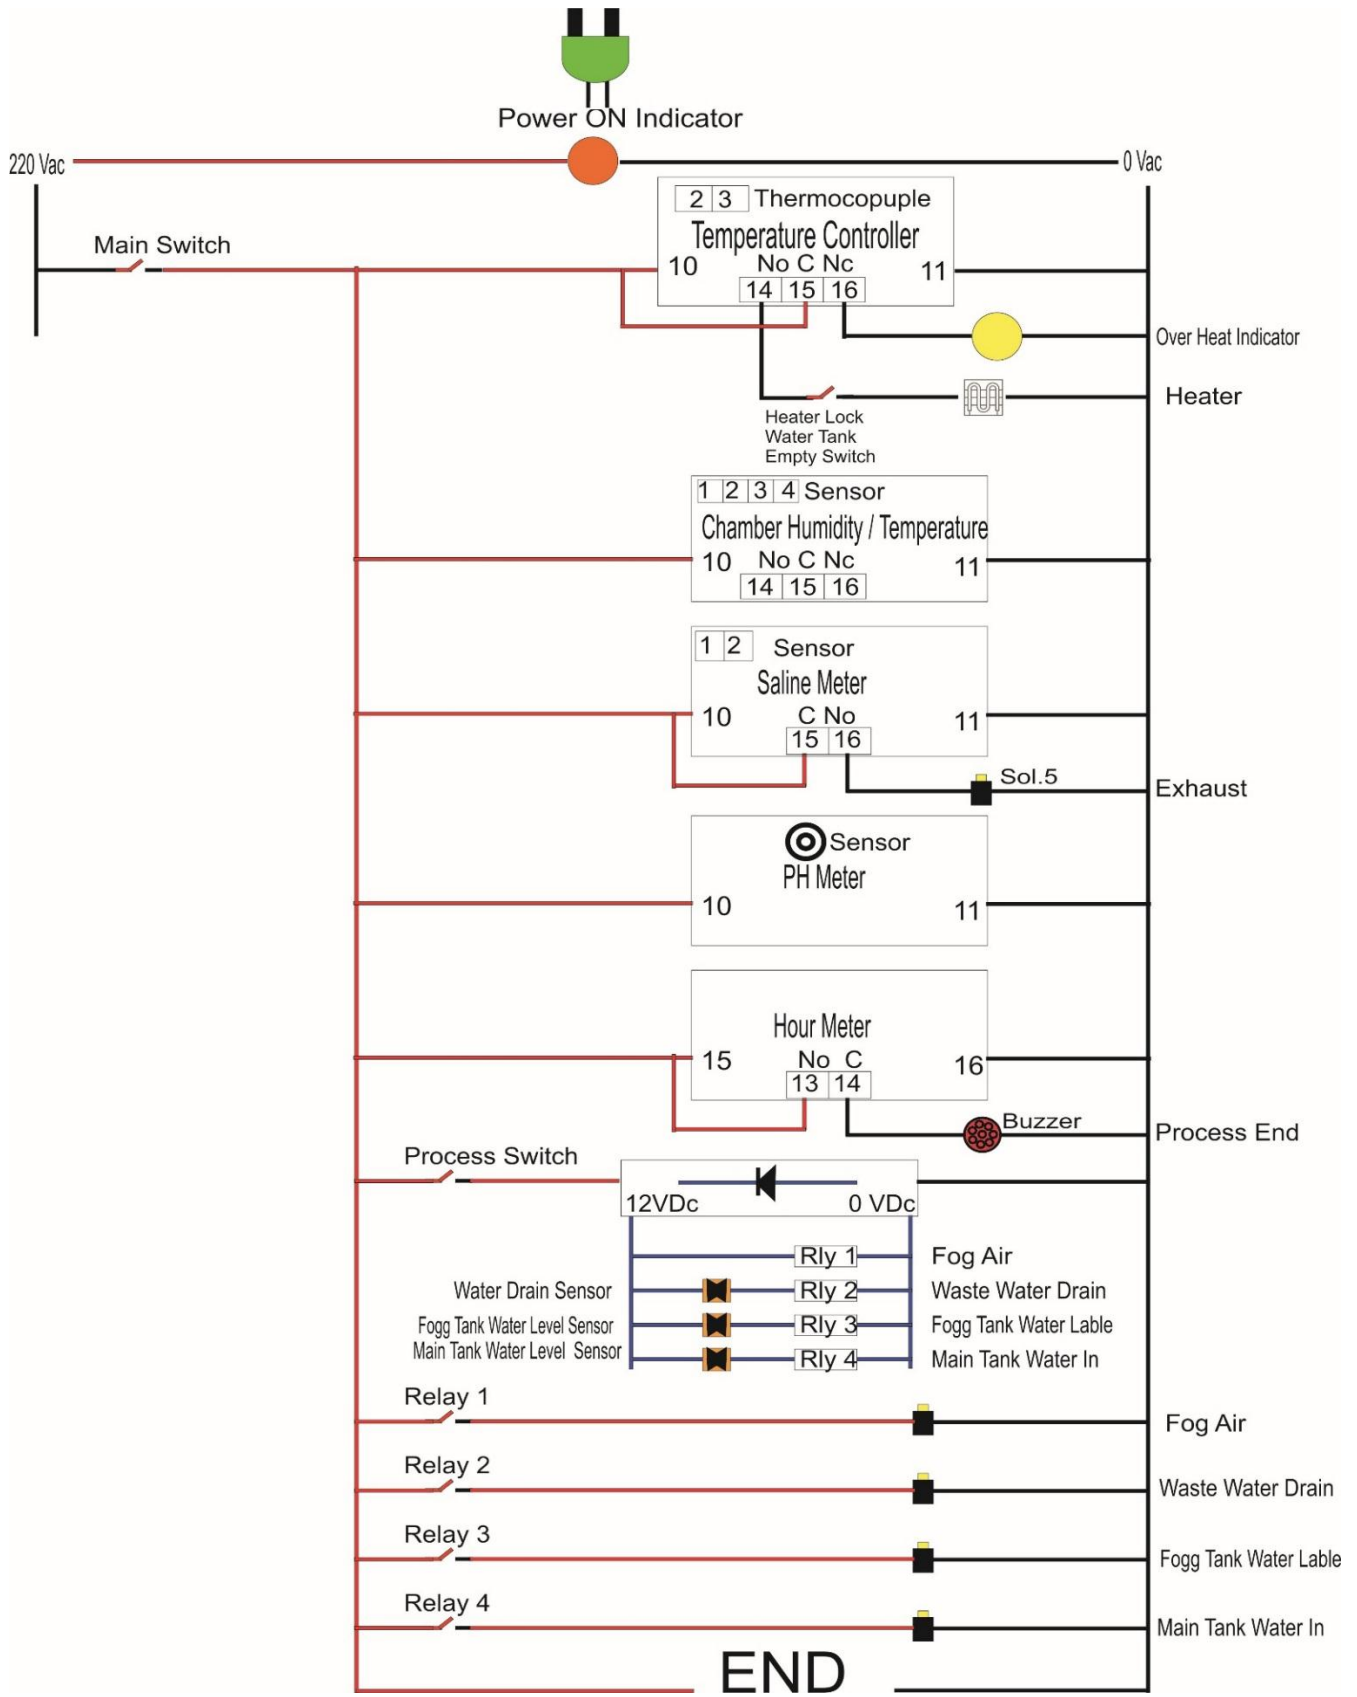 Power ON Indicator
220 Vac
0 Vac
2 3 Thermocopuple
Temperature Controller
Main Switch
10 No C Nc 11
14 15 16
Over Heat Indicator
Heater
Heater Lock
Water Tank
Empty Switch
1 2 3 4 Sensor
Chamber Humidity / Temperature
10 No C Nc 11
14 15 16
1 2 Sensor
Saline Meter
10 C No 11
15 16
Sol.5
Exhaust
Sensor
PH Meter
10 11
Hour Meter
15 No C 16
13 14
Buzzer
Process End
Process Switch
12VDc 0 VDc
Rly 1 Fog Air
Water Drain Sensor Rly 2 Waste Water Drain
Fogg Tank Water Level Sensor Rly 3 Fogg Tank Water Lable
Main Tank Water Level Sensor Rly 4 Main Tank Water In
Relay 1
Fog Air
Relay 2
Waste Water Drain
Relay 3
Fogg Tank Water Lable
Relay 4
Main Tank Water In
END